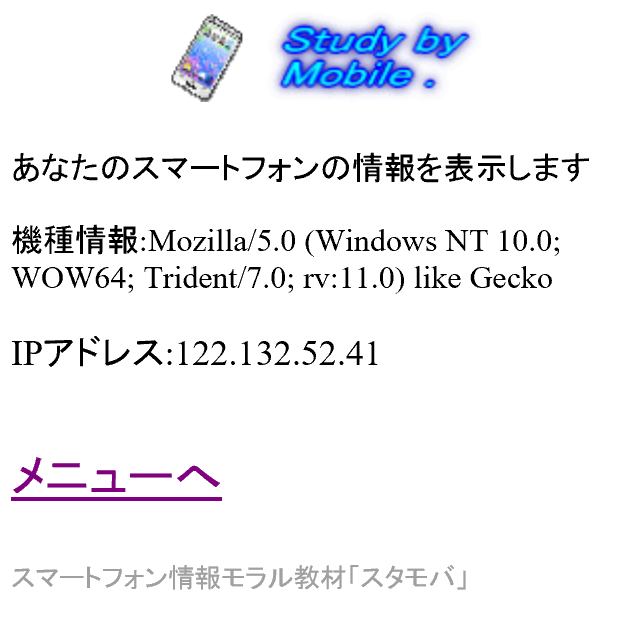 Study by
Mobile .
あなたのスマートフォンの情報を表示します
機種情報:Mozilla/5.0 (Windows NT 10.0;
WOW64; Trident/7.0; rv:11.0) like Gecko
IPアドレス:122.132.52.41
メニューへ
スマートフォン情報モラル教材「スタモバ」